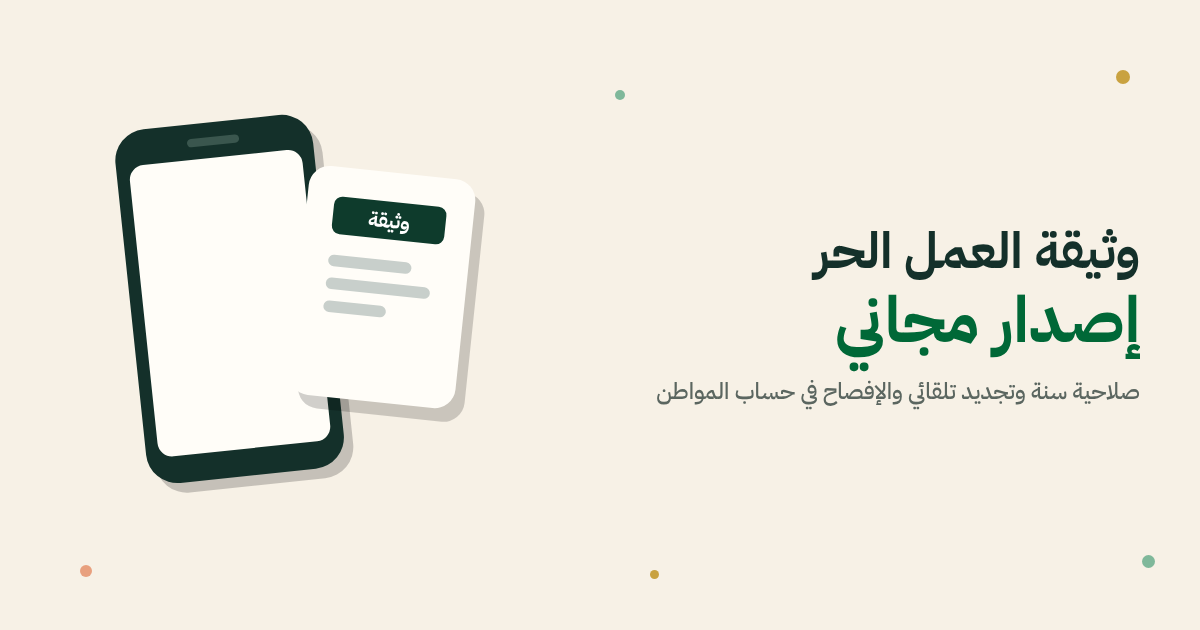 وثيقة العمل الحر
إصدار مجاني
صلاحية سنة وتجديد تلقائي والإفصاح في حساب المواطن
وثيقة